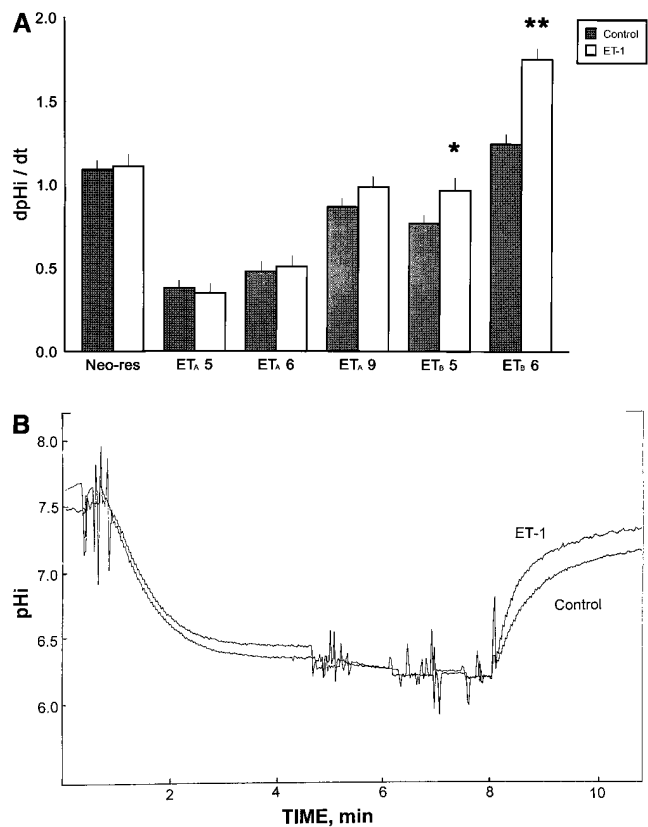 A
Control
ET-1
**
*
dpHi / dt
2.0
1.5
1.0
0.5
0.0
Neo-res ETA 5 ETA 6 ETA 9 ETB 5 ETB 6
B
pHi
8.0
7.5
7.0
6.5
6.0
ET-1
Control
2 4 6 8 10
TIME, min